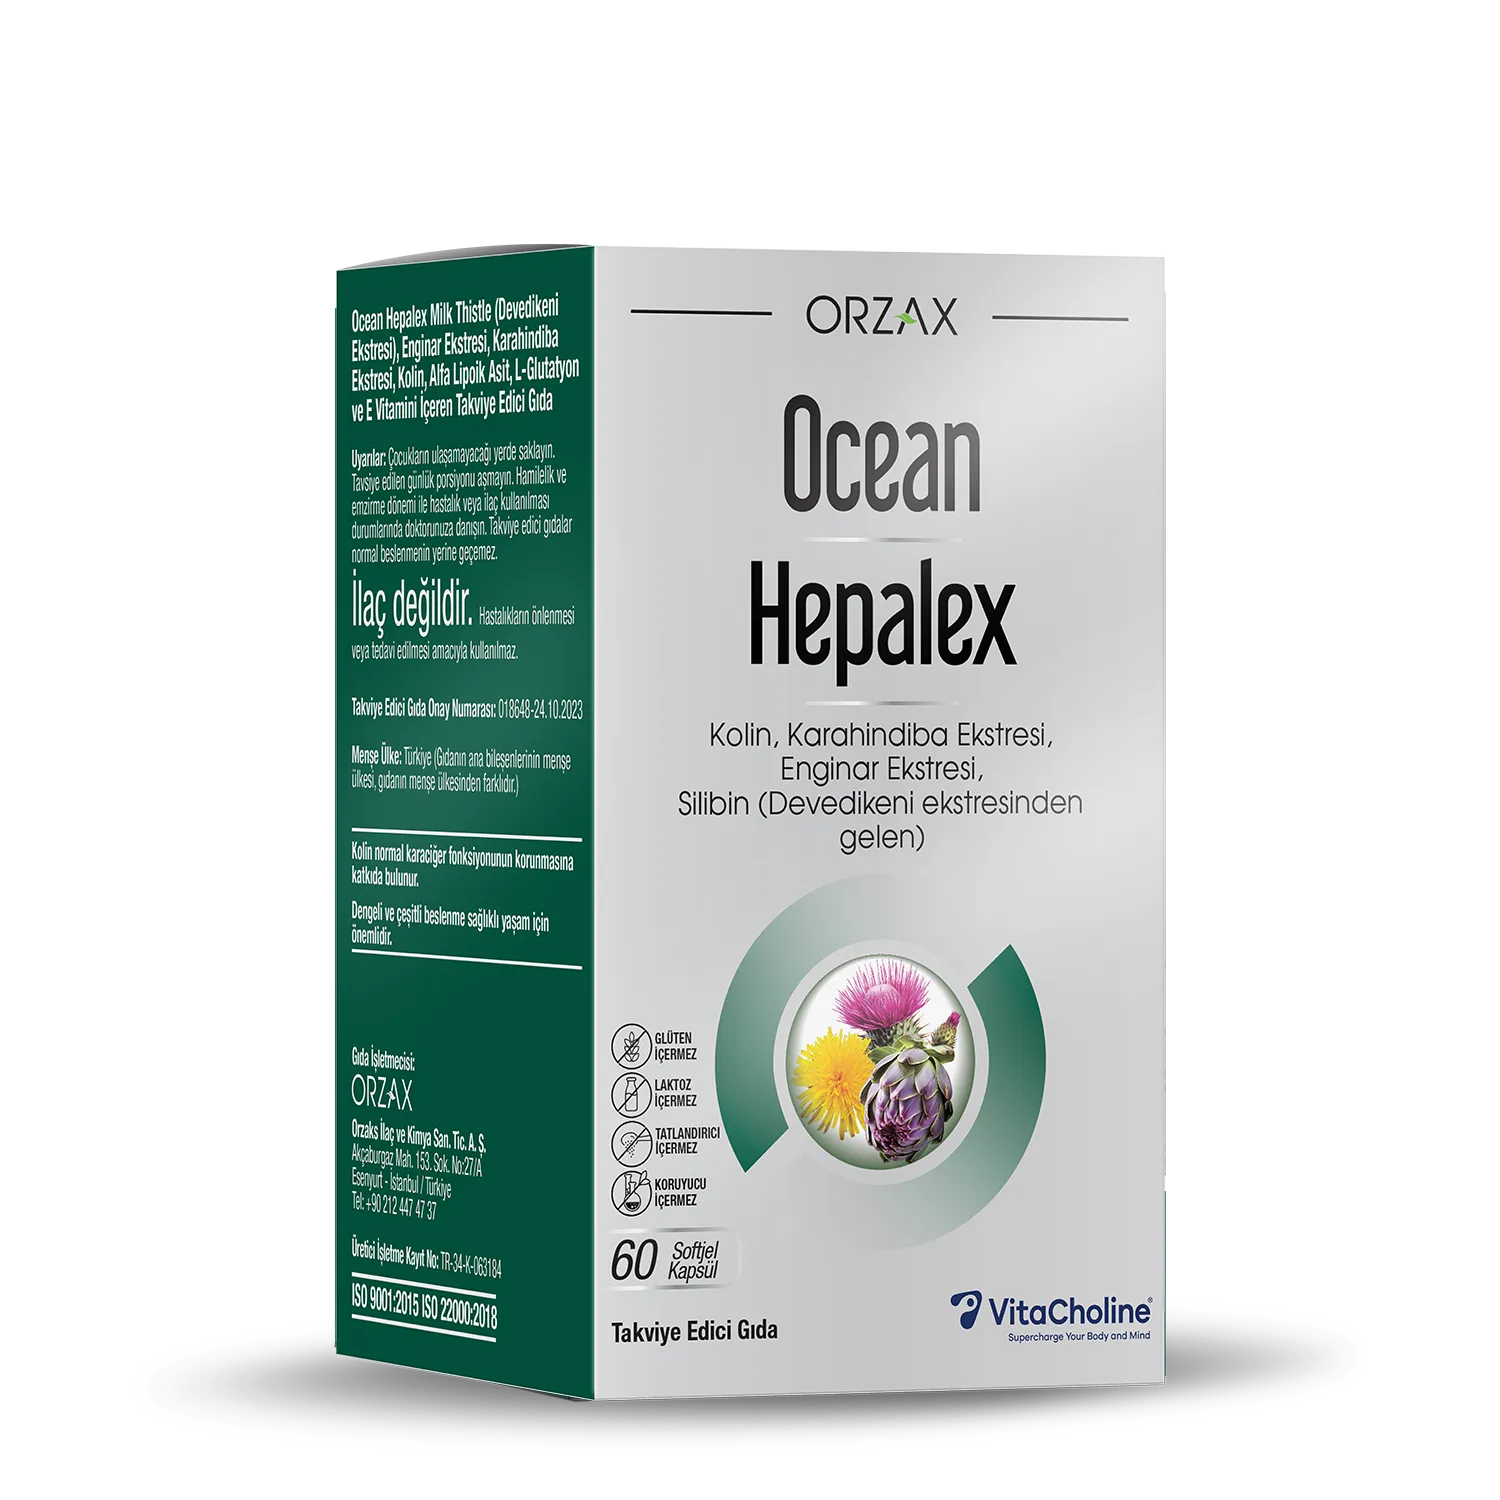 Ocean Hepalex Milk Thistle (Devedikeni
Ekstresi), Enginar Ekstresi, Karahindiba
Ekstresi, Kolin, Alfa Lipoik Asit, L-Glutatyon
ve E Vitamini İçeren Takviye Edici Gıda
Uyarılar: Çocukların ulaşamayacağı yerde saklayın.
Tavsiye edilen günlük porsiyonu aşmayın. Hamilelik ve
emzirme dönemi ile hastalık veya ilaç kullanılması
durumlarında doktorunuza danışın. Takviye edici gıdalar
normal beslenmenin yerine geçemez.
İlaç değildir. Hastalıkların önlenmesi
veya tedavi edilmesi amacıyla kullanılmaz.
Takviye Edici Gıda Onay Numarası: 018648-24.10.2023
Menşe Ülke: Türkiye (Gıdanın ana bileşenlerinin menşe
ülkesi, gıdanın menşe ülkesinden farklıdır.)
Kolin normal karaciğer fonksiyonunun korunmasına
katkıda bulunur.
Dengeli ve çeşitli beslenme sağlıklı yaşam için
önemlidir.
Gıda İşletmecisi:
ORZAX
Orzaks İlaç ve Kimya San. Tic. A. Ş.
Akçaburgaz Mah. 153. Sok. No:27/A
Esenyurt - İstanbul / Türkiye
Tel: +90 212 447 47 37
Üretici İşletme Kayıt No: TR-34-K-063184
ISO 9001:2015 ISO 22000:2018
ORZAX
Ocean
Hepalex
Kolin, Karahindiba Ekstresi,
Enginar Ekstresi,
Silibin (Devedikeni ekstresinden
gelen)
GLÜTEN
İÇERMEZ
LAKTOZ
İÇERMEZ
TATLANDIRICI
İÇERMEZ
KORUYUCU
İÇERMEZ
60 Softjel
Kapsül
Takviye Edici Gıda
VitaCholine®
Supercharge Your Body and Mind